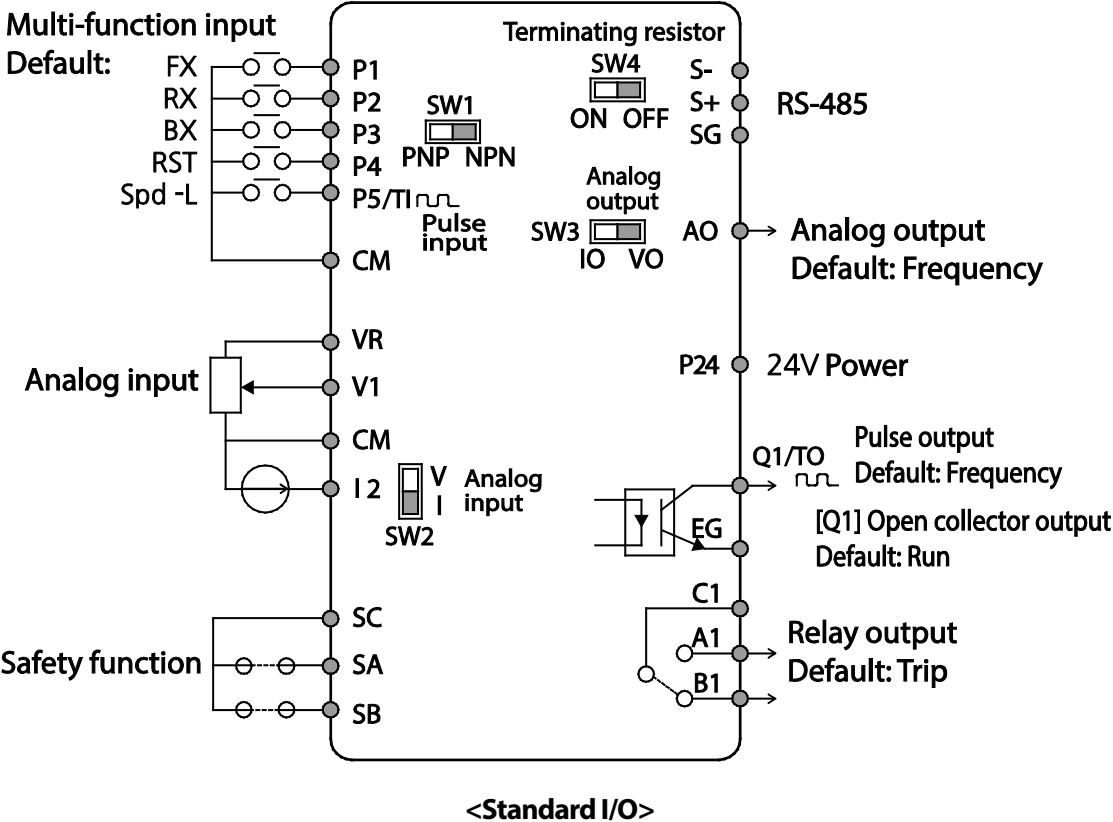 Multi-function input
Default:
FX
RX
BX
RST
Spd -L
P1
P2
P3
P4
P5/TI
Pulse
input
CM
SW1
PNP NPN
Terminating resistor
SW4
ON OFF
S-
S+
SG
RS-485
Analog
output
SW3
IO VO
AO
Analog output
Default: Frequency
Analog input
VR
V1
CM
I 2
V
I
SW2
Analog
input
P24
24V Power
Q1/TO
Pulse output
Default: Frequency
EG
[Q1] Open collector output
Default: Run
Safety function
SC
SA
SB
C1
A1
B1
Relay output
Default: Trip
<Standard I/O>